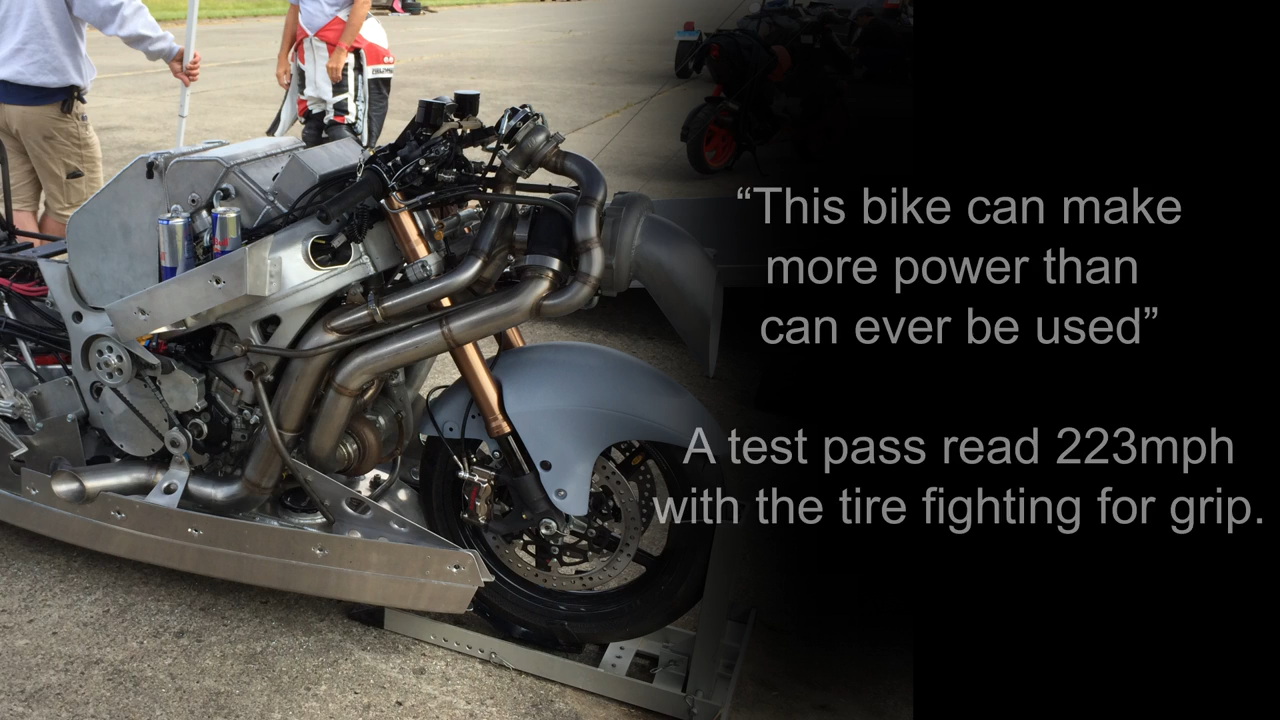 “This bike can make
more power than
can ever be used”
A test pass read 223mph
with the tire fighting for grip.